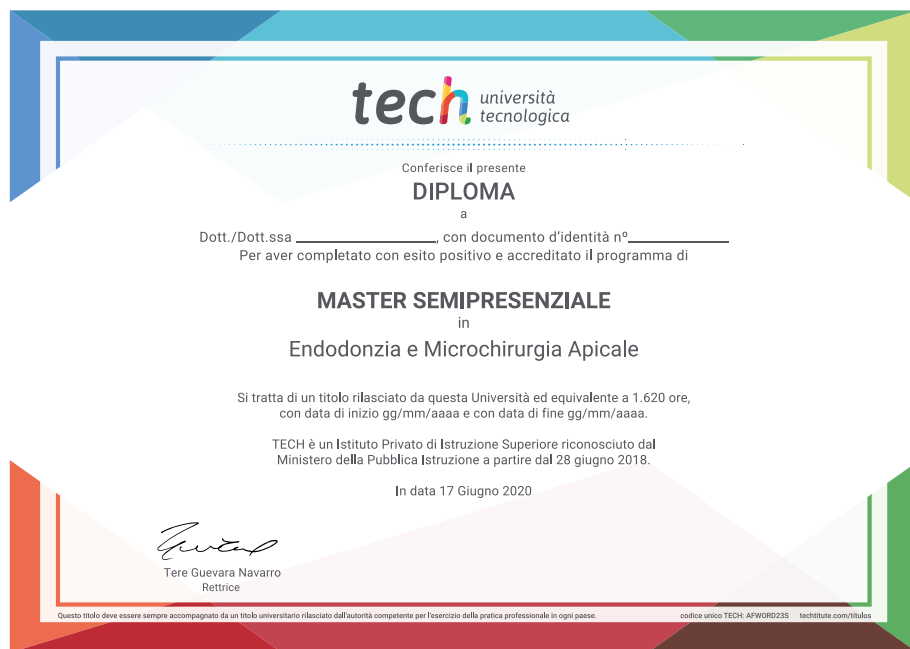 tech università
tecnologica
Conferisce il presente
DIPLOMA
a
Dott./Dott.ssa ________________, con documento d'identità nº____________
Per aver completato con esito positivo e accreditato il programma di
MASTER SEMIPRESENZIALE
in
Endodonzia e Microchirurgia Apicale
Si tratta di un titolo rilasciato da questa Università ed equivalente a 1.620 ore,
con data di inizio gg/mm/aaaa e con data di fine gg/mm/aaaa.
TECH è un Istituto Privato di Istruzione Superiore riconosciuto dal
Ministero della Pubblica Istruzione a partire dal 28 giugno 2018.
In data 17 Giugno 2020
Tere Guevara Navarro
Rettrice
Questo titolo deve essere sempre accompagnato da un titolo universitario rilasciato dall'autorità competente per l'esercizio della pratica professionale in ogni paese. codice unico TECH: AFWORD23S techtitute.com/titulos